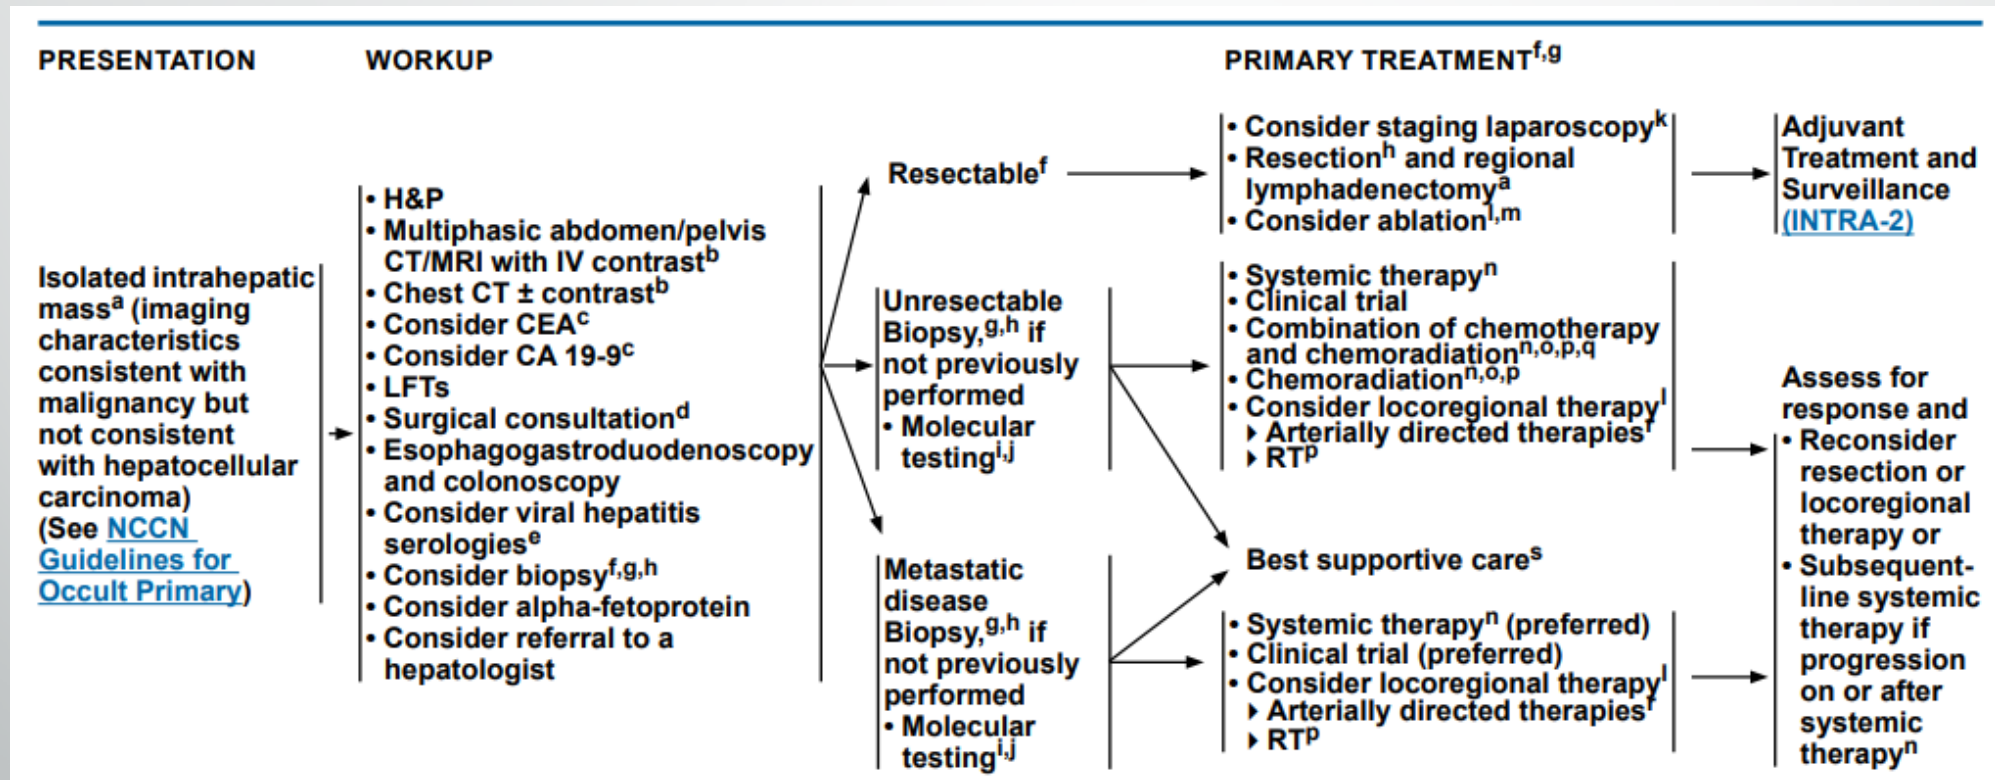 PRESENTATION
WORKUP
PRIMARY TREATMENTf,g
Isolated intrahepatic
massa (imaging
characteristics
consistent with
malignancy but
not consistent
with hepatocellular
carcinoma)
(See NCCN
Guidelines for
Occult Primary)
• H&P
• Multiphasic abdomen/pelvis
CT/MRI with IV contrastb
• Chest CT ± contrastb
• Consider CEAc
• Consider CA 19-9c
• LFTs
• Surgical consultationd
• Esophagogastroduodenoscopy
and colonoscopy
• Consider viral hepatitis
serologiese
• Consider biopsyf,g,h
• Consider alpha-fetoprotein
• Consider referral to a
hepatologist
Resectablef
• Consider staging laparoscopyk
• Resectionh and regional
lymphadenectomya
• Consider ablationl,m
Adjuvant
Treatment and
Surveillance
(INTRA-2)
Unresectable
Biopsy,g,h if
not previously
performed
• Molecular
testingi,j
• Systemic therapyn
• Clinical trial
• Combination of chemotherapy
and chemoradiationn,o,p,q
• Chemoradiationn,o,p
• Consider locoregional therapyl
▸ Arterially directed therapiesr
▸ RTp
Metastatic
disease
Biopsy,g,h if
not previously
performed
• Molecular
testingi,j
Best supportive cares
• Systemic therapyn (preferred)
• Clinical trial (preferred)
• Consider locoregional therapyl
▸ Arterially directed therapiesr
▸ RTp
Assess for
response and
• Reconsider
resection or
locoregional
therapy or
• Subsequent-
line systemic
therapy if
progression
on or after
systemic
therapyn